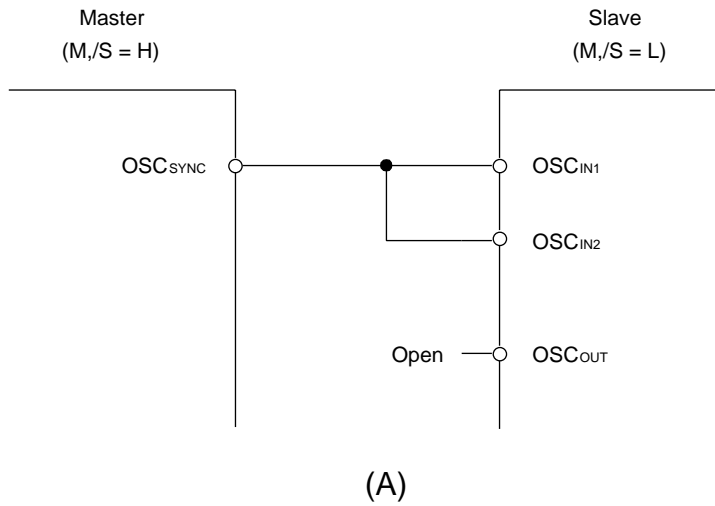 Master
Slave
(M,/S = H)
(M,/S = L)
OSCSYNC
OSCIN1
OSCIN2
Open
OSCOUT
(A)